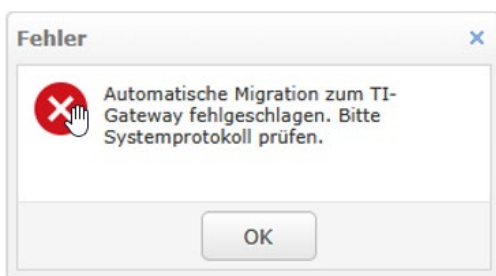 Fehler
Automatische Migration zum TI-
Gateway fehlgeschlagen. Bitte
Systemprotokoll prüfen.
OK